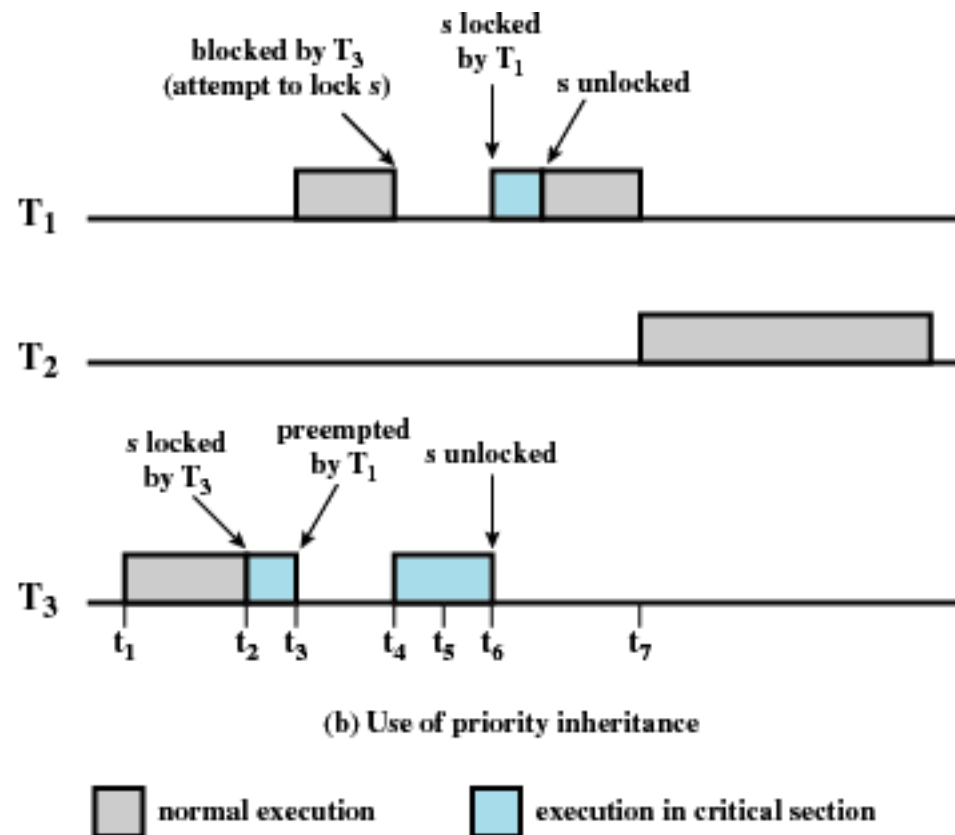 blocked by T3
(attempt to lock s)
s locked
by T1
s unlocked
T1
T2
s locked
by T3
preempted
by T1
s unlocked
T3
t1 t2 t3 t4 t5 t6 t7
(b) Use of priority inheritance
normal execution execution in critical section